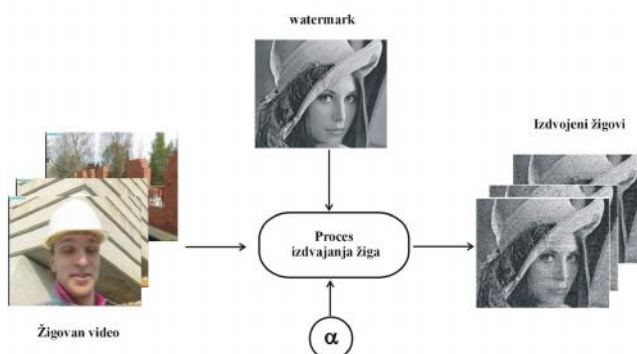 watermark
Izdvojeni žigovi
Proces
izdvajanja žiga
Žigovan video
α